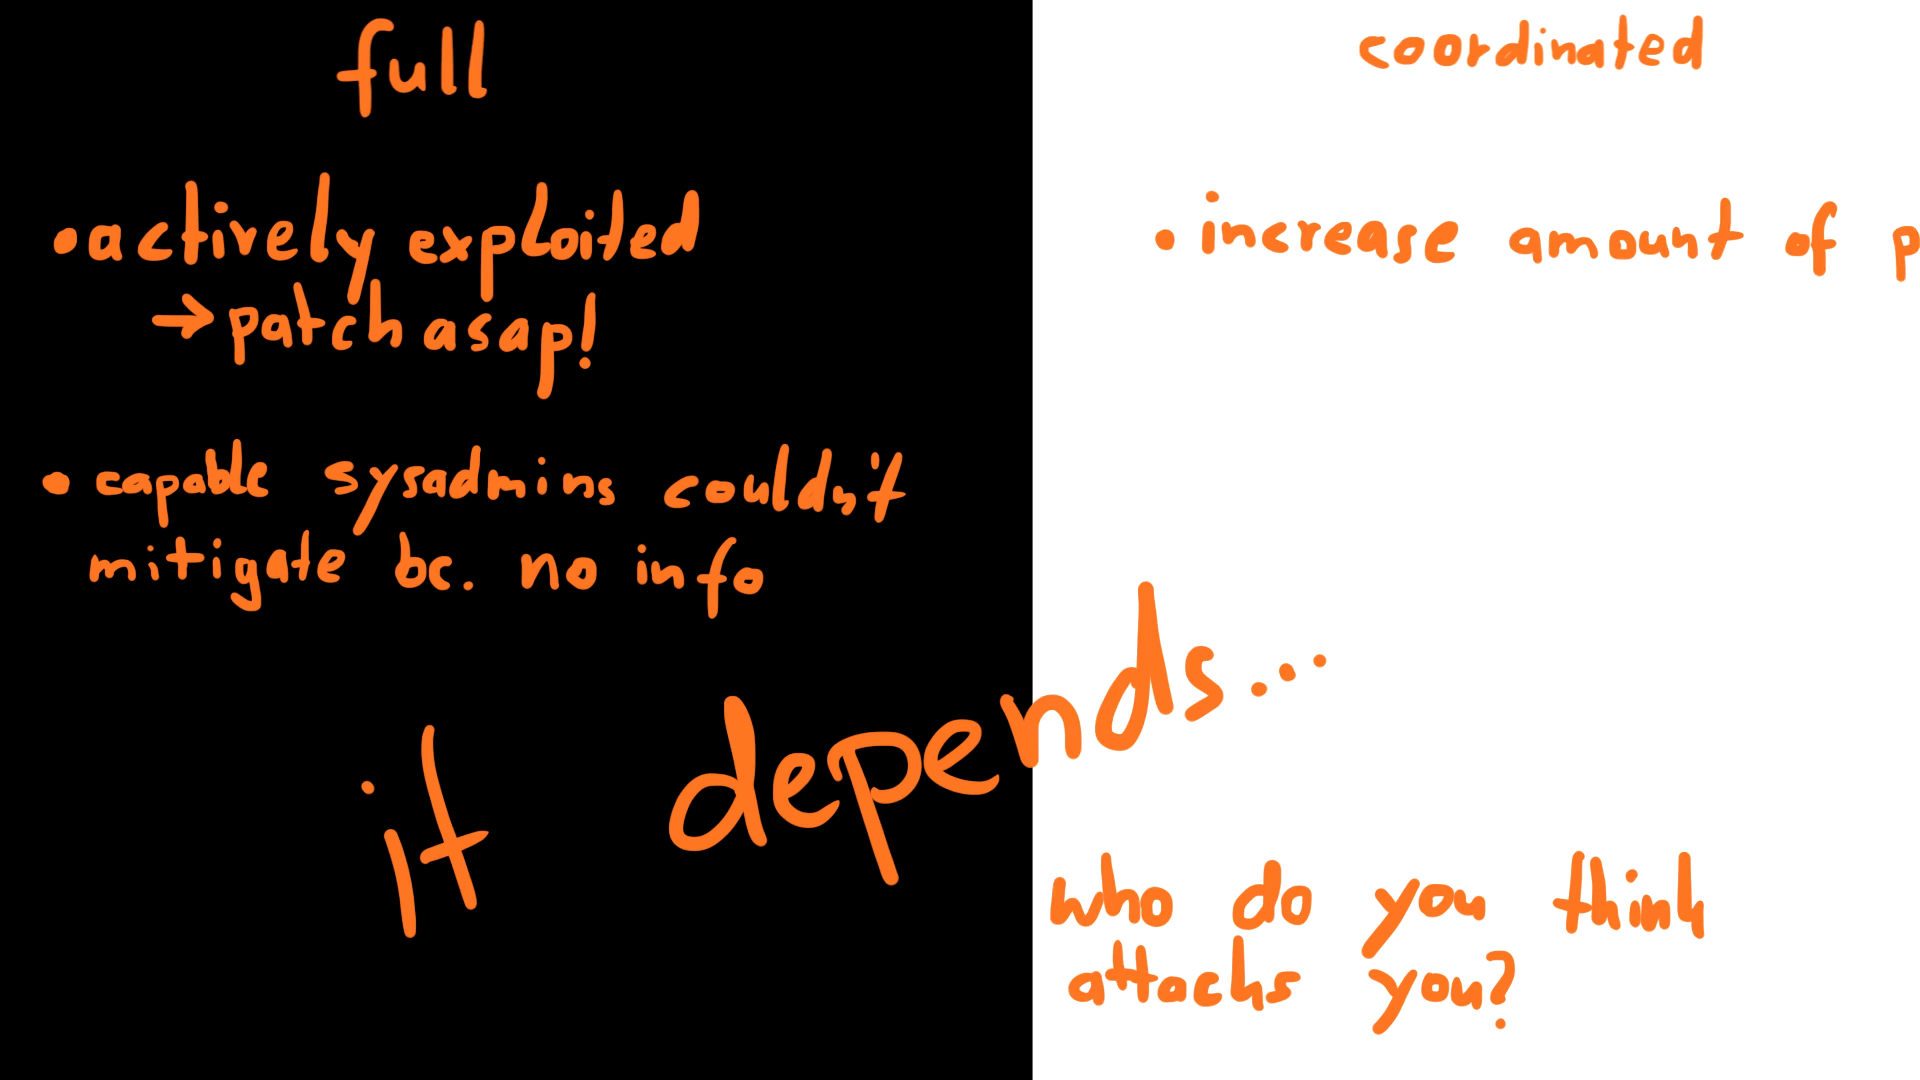 full
• actively exploited
→ patch asap!
• capable sysadmins couldn't
mitigate bc. no info
coordinated
• increase amount of p
it depends...
who do you think
attacks you?